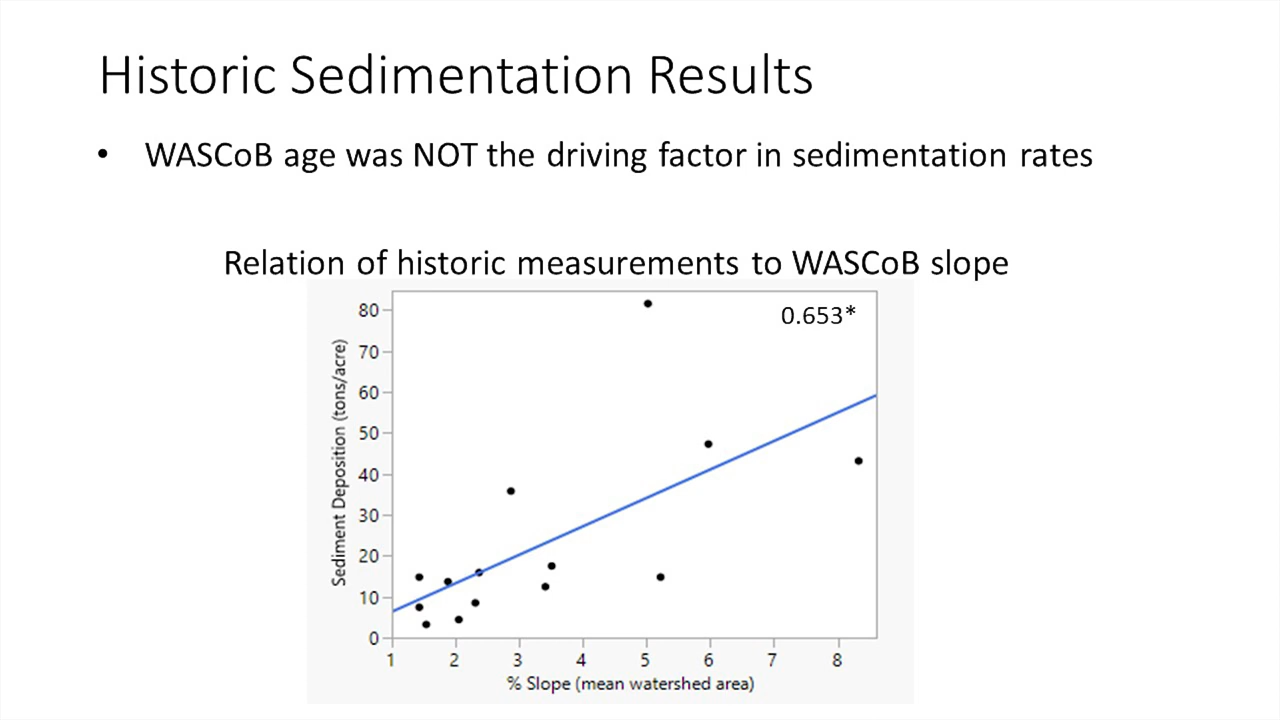 Historic Sedimentation Results
• WASCoB age was NOT the driving factor in sedimentation rates
Relation of historic measurements to WASCoB slope
0.653*
Sediment Deposition (tons/acre)
80
70
60
50
40
30
20
10
0
1 2 3 4 5 6 7 8
% Slope (mean watershed area)